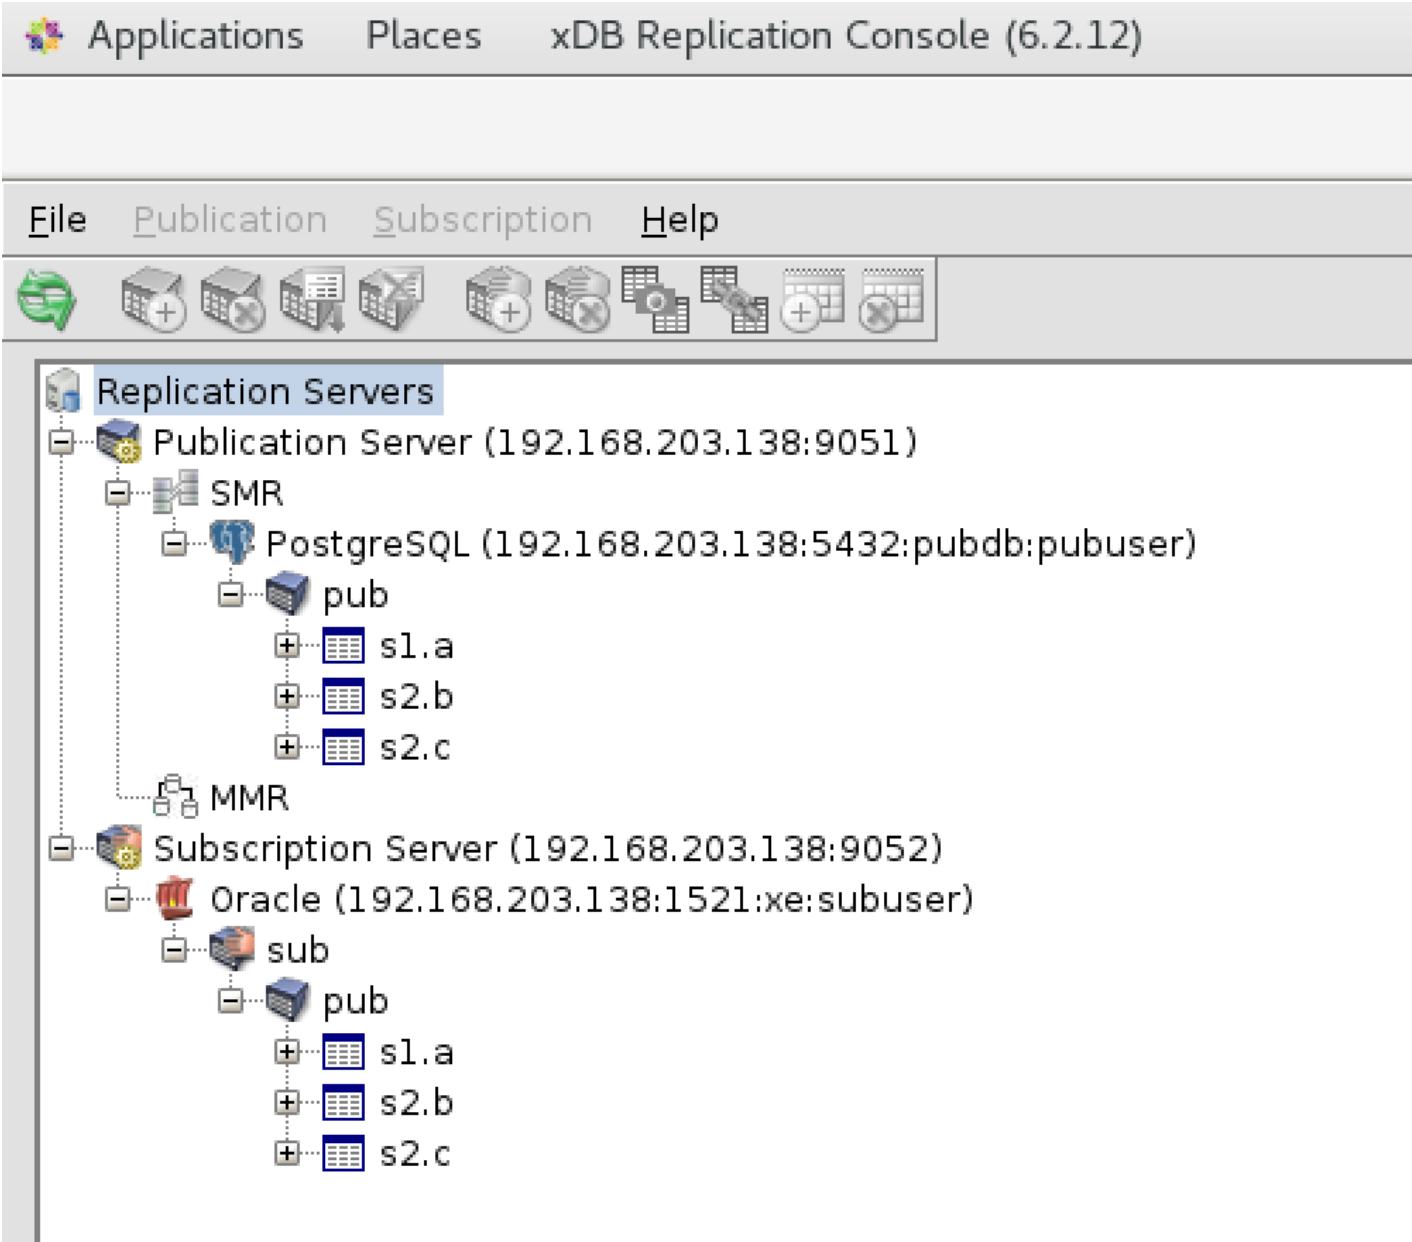 Applications Places xDB Replication Console (6.2.12)
File Publication Subscription Help
Replication Servers
Publication Server (192.168.203.138:9051)
SMR
PostgreSQL (192.168.203.138:5432:pubdb:pubuser)
pub
s1.a
s2.b
s2.c
MMR
Subscription Server (192.168.203.138:9052)
Oracle (192.168.203.138:1521:xe:subuser)
sub
pub
s1.a
s2.b
s2.c